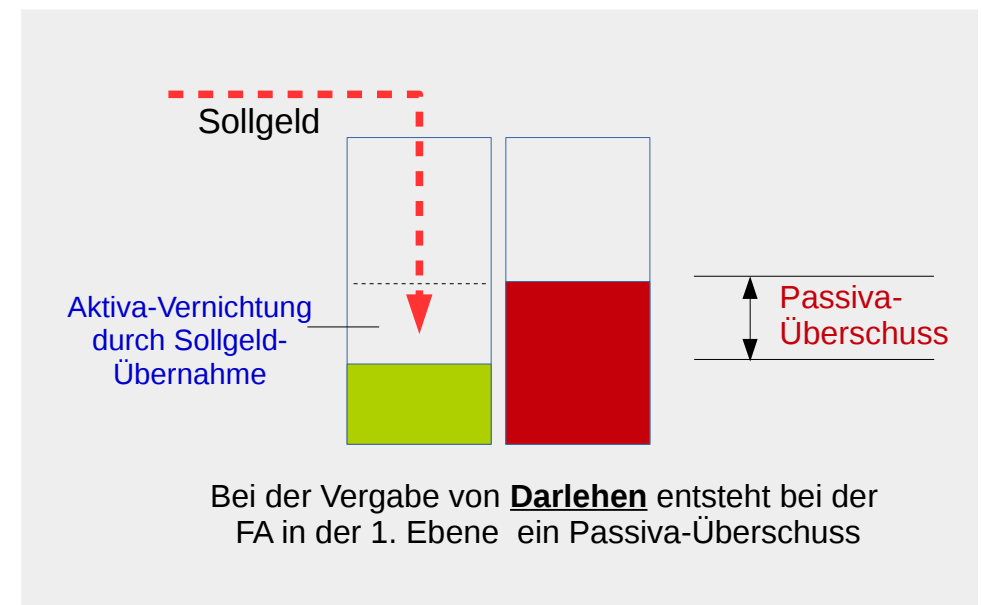 Sollgeld
Aktiva-Vernichtung
durch Sollgeld-
Übernahme
Passiva-
Überschuss
Bei der Vergabe von Darlehen entsteht bei der
FA in der 1. Ebene  ein Passiva-Überschuss